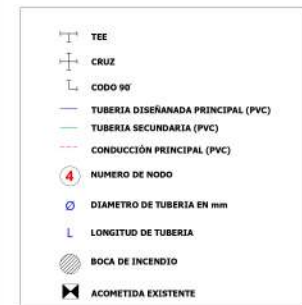 TEE
CRUZ
CODO 90°
TUBERIA DISEÑANADA PRINCIPAL (PVC)
TUBERIA SECUNDARIA (PVC)
CONDUCCIÓN PRINCIPAL (PVC)
4 NUMERO DE NODO
Ø DIAMETRO DE TUBERIA EN mm
L LONGITUD DE TUBERIA
BOCA DE INCENDIO
ACOMETIDA EXISTENTE